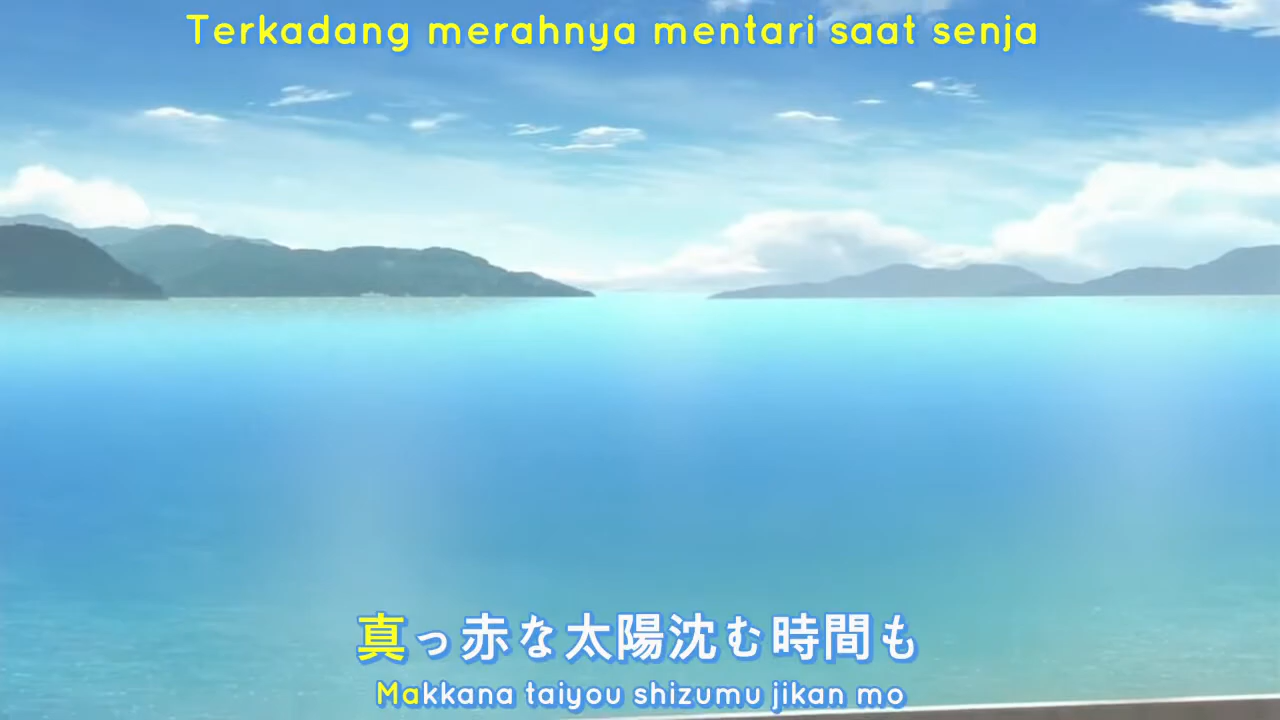 Terkadang merahnya mentari saat senja
真っ赤な太陽沈む時間も
Makkana taiyou shizumu jikan mo